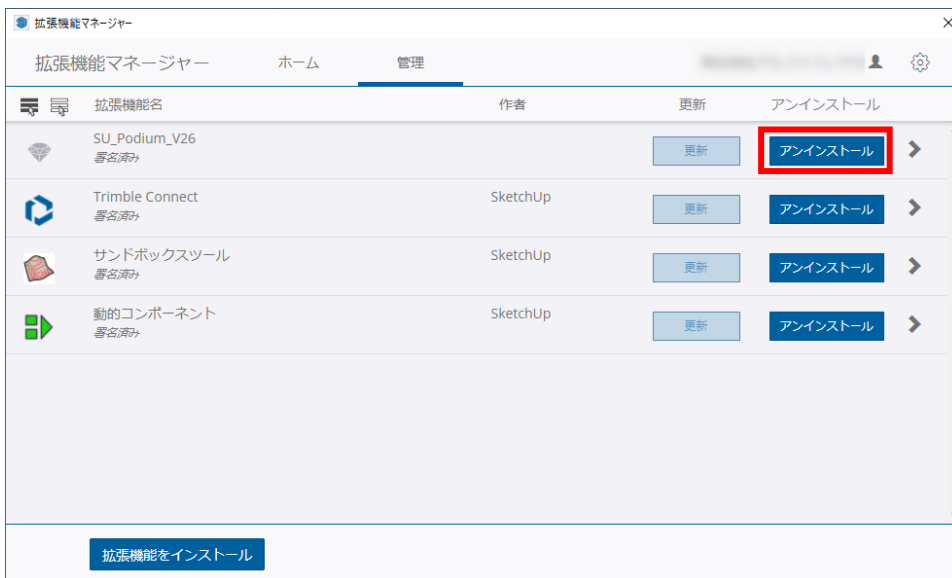 拡張機能マネージャー
拡張機能マネージャー ホーム 管理
拡張機能名 作者 更新 アンインストール
SU_Podium_V26 更新 アンインストール
署名済み
Trimble Connect SketchUp 更新 アンインストール
署名済み
サンドボックスツール SketchUp 更新 アンインストール
署名済み
動的コンポーネント SketchUp 更新 アンインストール
署名済み
拡張機能をインストール